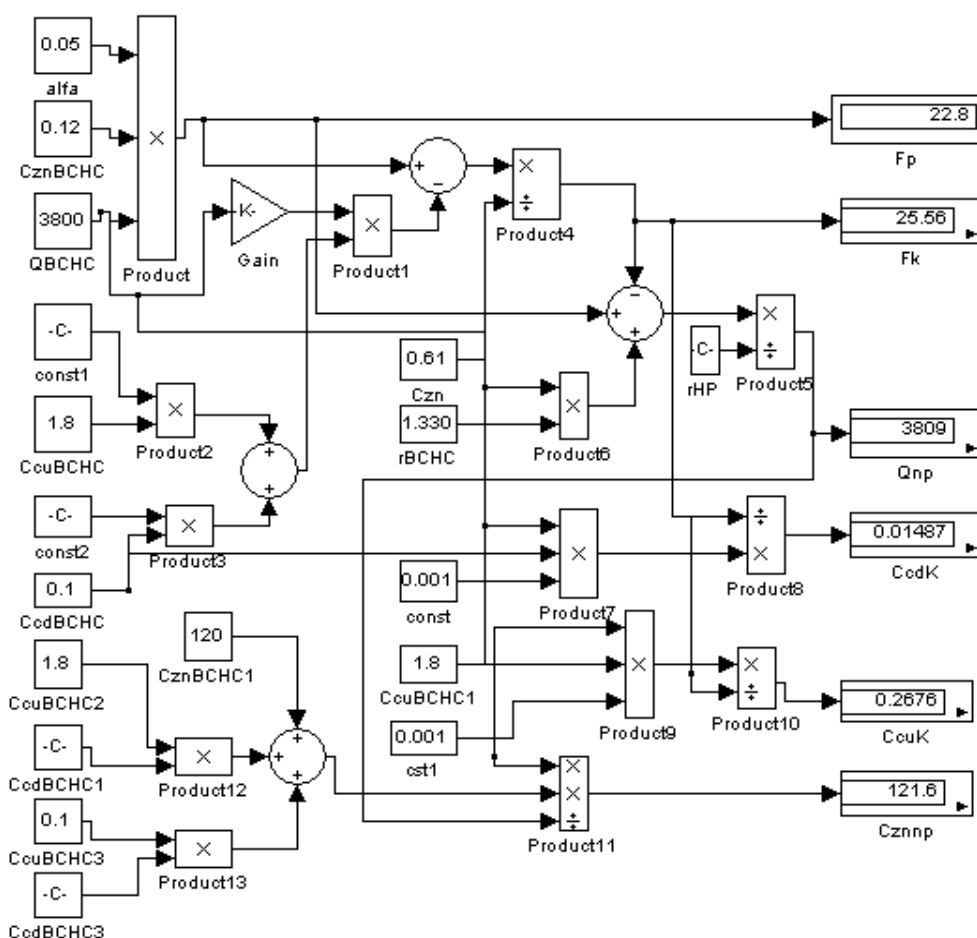 0.05
alfa
0.12
CznBCHC
3800
QBCHC
×
Product
K-
Gain
×
Product1
+
−
×
÷
Product4
22.8
Fp
25.56
Fk
-C-
const1
1.8
CcuBCHC
×
Product2
+
+
-C-
const2
×
Product3
0.1
CcdBCHC
0.61
Czn
1.330
rBCHC
×
Product6
−
+
+
-C-
rHP
×
÷
Product5
3809
Qnp
0.001
const
×
Product7
÷
×
Product8
0.01487
CcdK
1.8
CcuBCHC1
0.001
cst1
×
Product9
×
÷
Product10
0.2676
CcuK
120
CznBCHC1
1.8
CcuBCHC2
-C-
CcdBCHC1
×
Product12
0.1
CcuBCHC3
-C-
CcdBCHC3
×
Product13
+
+
+
+
×
×
÷
Product11
121.6
Cznnp